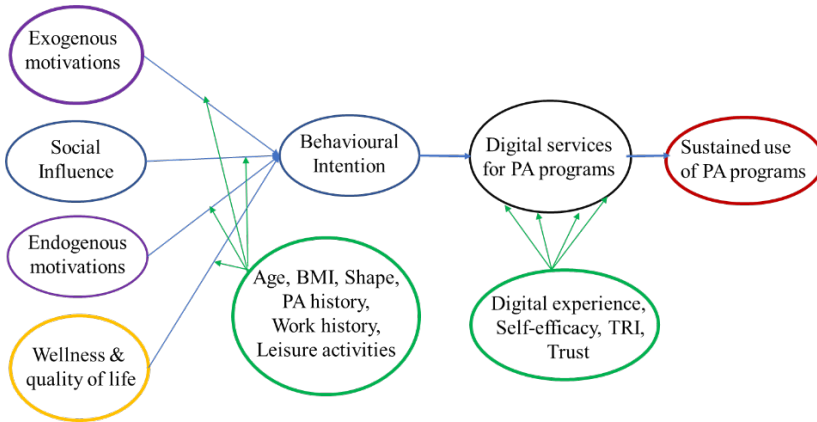 Exogenous
motivations
Social
Influence
Endogenous
motivations
Wellness &
quality of life
Behavioural
Intention
Age, BMI, Shape,
PA history,
Work history,
Leisure activities
Digital services
for PA programs
Digital experience,
Self-efficacy, TRI,
Trust
Sustained use
of PA programs